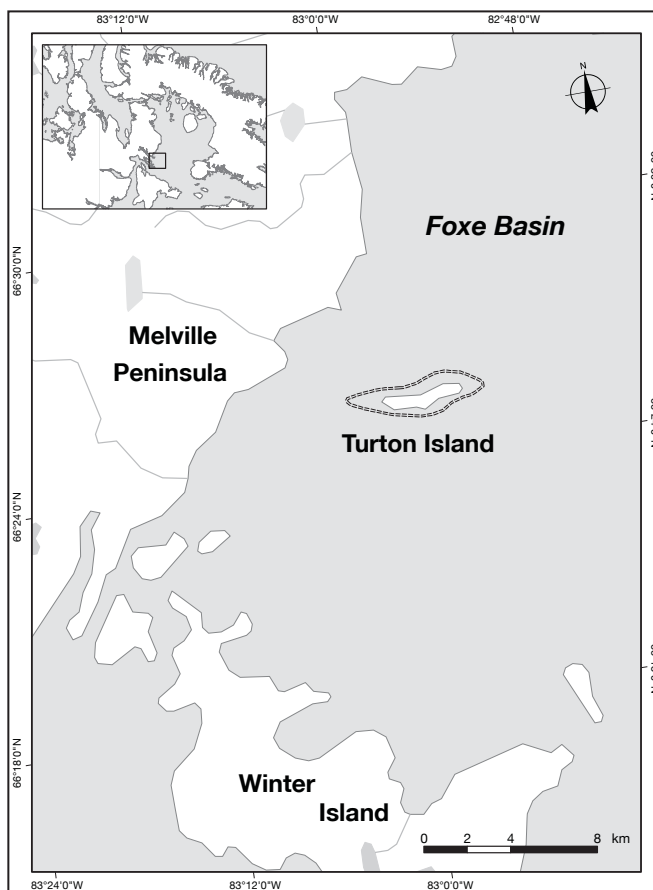 83°12'0"W
83°0'0"W
82°48'0"W
N
Foxe Basin
66°30'0"N
Melville
Peninsula
Turton Island
66°24'0"N
66°18'0"N
Winter
Island
0 2 4 8 km
83°24'0"W
83°12'0"W
83°0'0"W